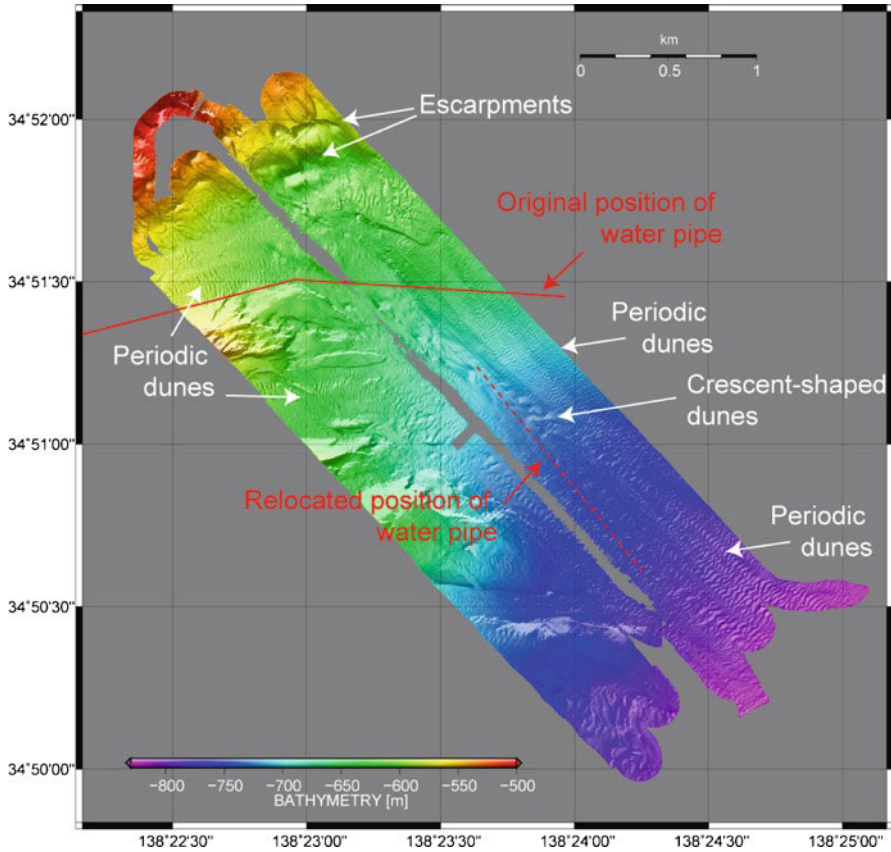 km
0 0.5 1
34°52'00"
Escarpments
Original position of
water pipe
34°51'30"
Periodic
dunes
Periodic
dunes
Crescent-shaped
dunes
34°51'00"
Relocated position of
water pipe
Periodic
dunes
34°50'30"
34°50'00"
−800 −750 −700 −650 −600 −550 −500
BATHYMETRY [m]
138°22'30" 138°23'00" 138°23'30" 138°24'00" 138°24'30" 138°25'00"